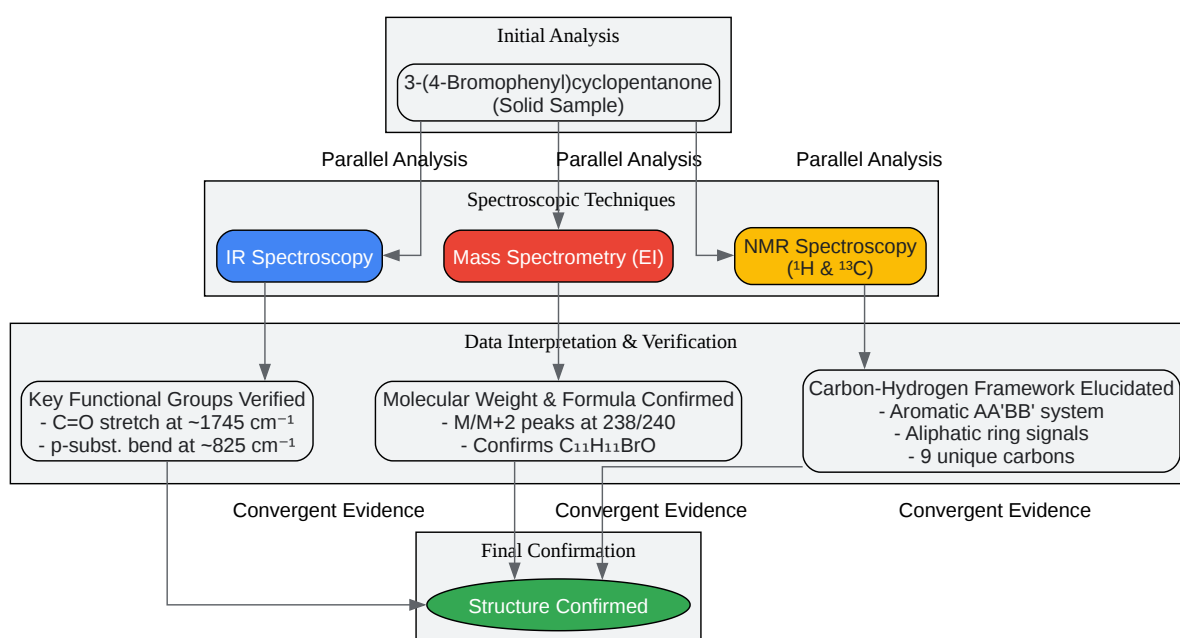 Initial Analysis
3-(4-Bromophenyl)cyclopentanone
(Solid Sample)
Parallel Analysis
Parallel Analysis
Parallel Analysis
Spectroscopic Techniques
IR Spectroscopy
Mass Spectrometry (EI)
NMR Spectroscopy
(¹H & ¹³C)
Data Interpretation & Verification
Key Functional Groups Verified
- C=O stretch at ~1745 cm⁻¹
- p-subst. bend at ~825 cm⁻¹
Molecular Weight & Formula Confirmed
- M/M+2 peaks at 238/240
- Confirms C₁₁H₁₁BrO
Carbon-Hydrogen Framework Elucidated
- Aromatic AA'BB' system
- Aliphatic ring signals
- 9 unique carbons
Convergent Evidence
Convergent Evidence
Convergent Evidence
Final Confirmation
Structure Confirmed